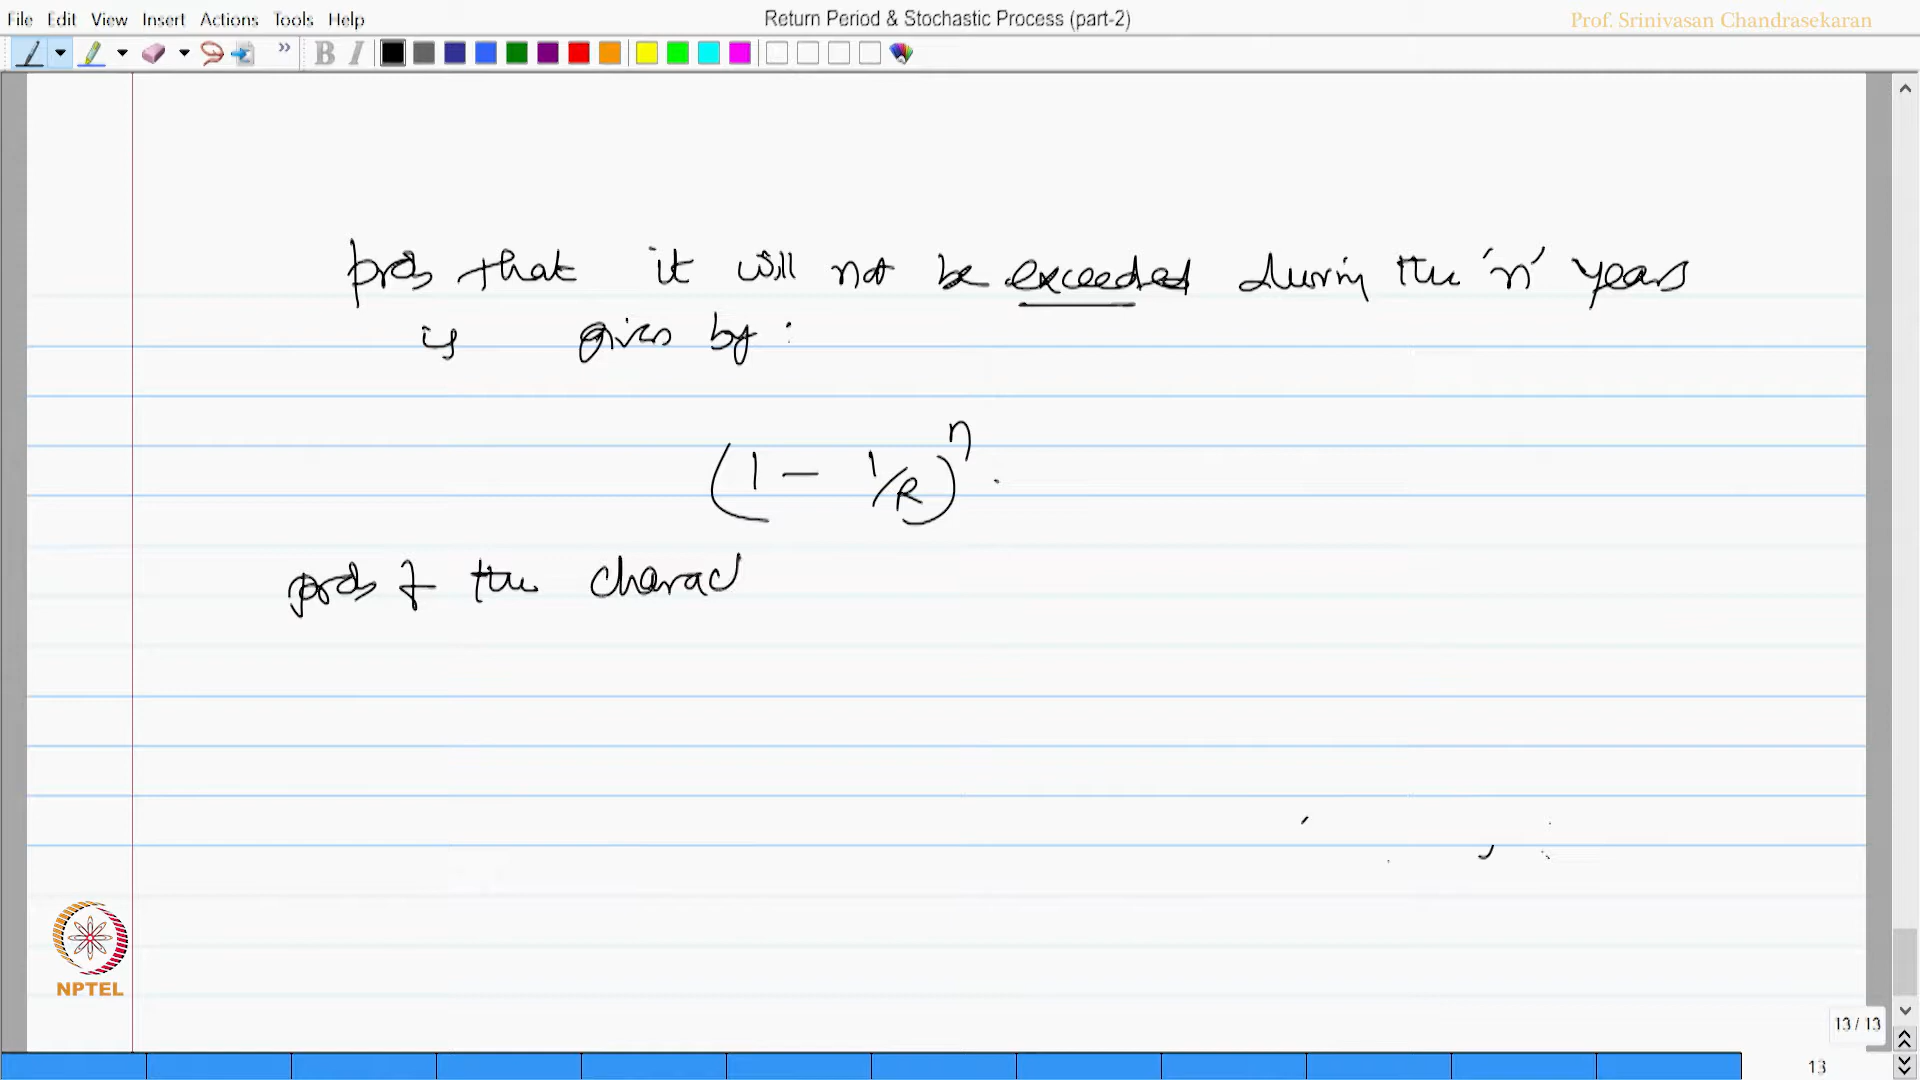 File Edit View Insert Actions Tools Help
Return Period & Stochastic Process (part-2)
Prof. Srinivasan Chandrasekaran
B I
prob that it will not be exceeded during the 'n' years
is given by :
(1 - 1/R)^n .
prob of the charac
NPTEL
13 / 13
13